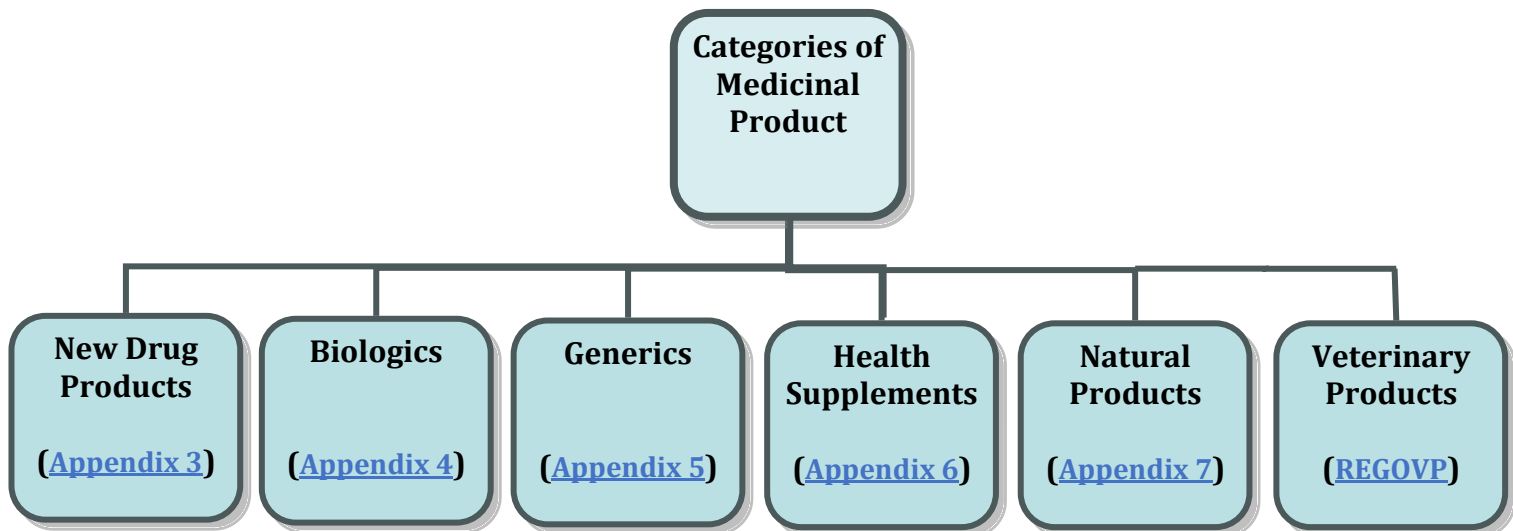 Categories of
Medicinal
Product
New Drug
Products
(Appendix 3)
Biologics
(Appendix 4)
Generics
(Appendix 5)
Health
Supplements
(Appendix 6)
Natural
Products
(Appendix 7)
Veterinary
Products
(REGOVP)